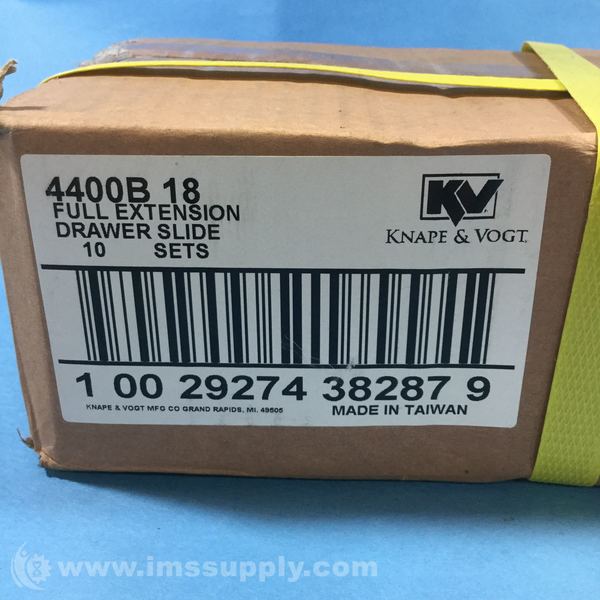 4400B 18
FULL EXTENSION
DRAWER SLIDE
10 SETS
KV
KNAPE & VOGT
1 00 29274 38287 9
KNAPE & VOGT MFG CO GRAND RAPIDS, MI. 49505
MADE IN TAIWAN
www.imssupply.com